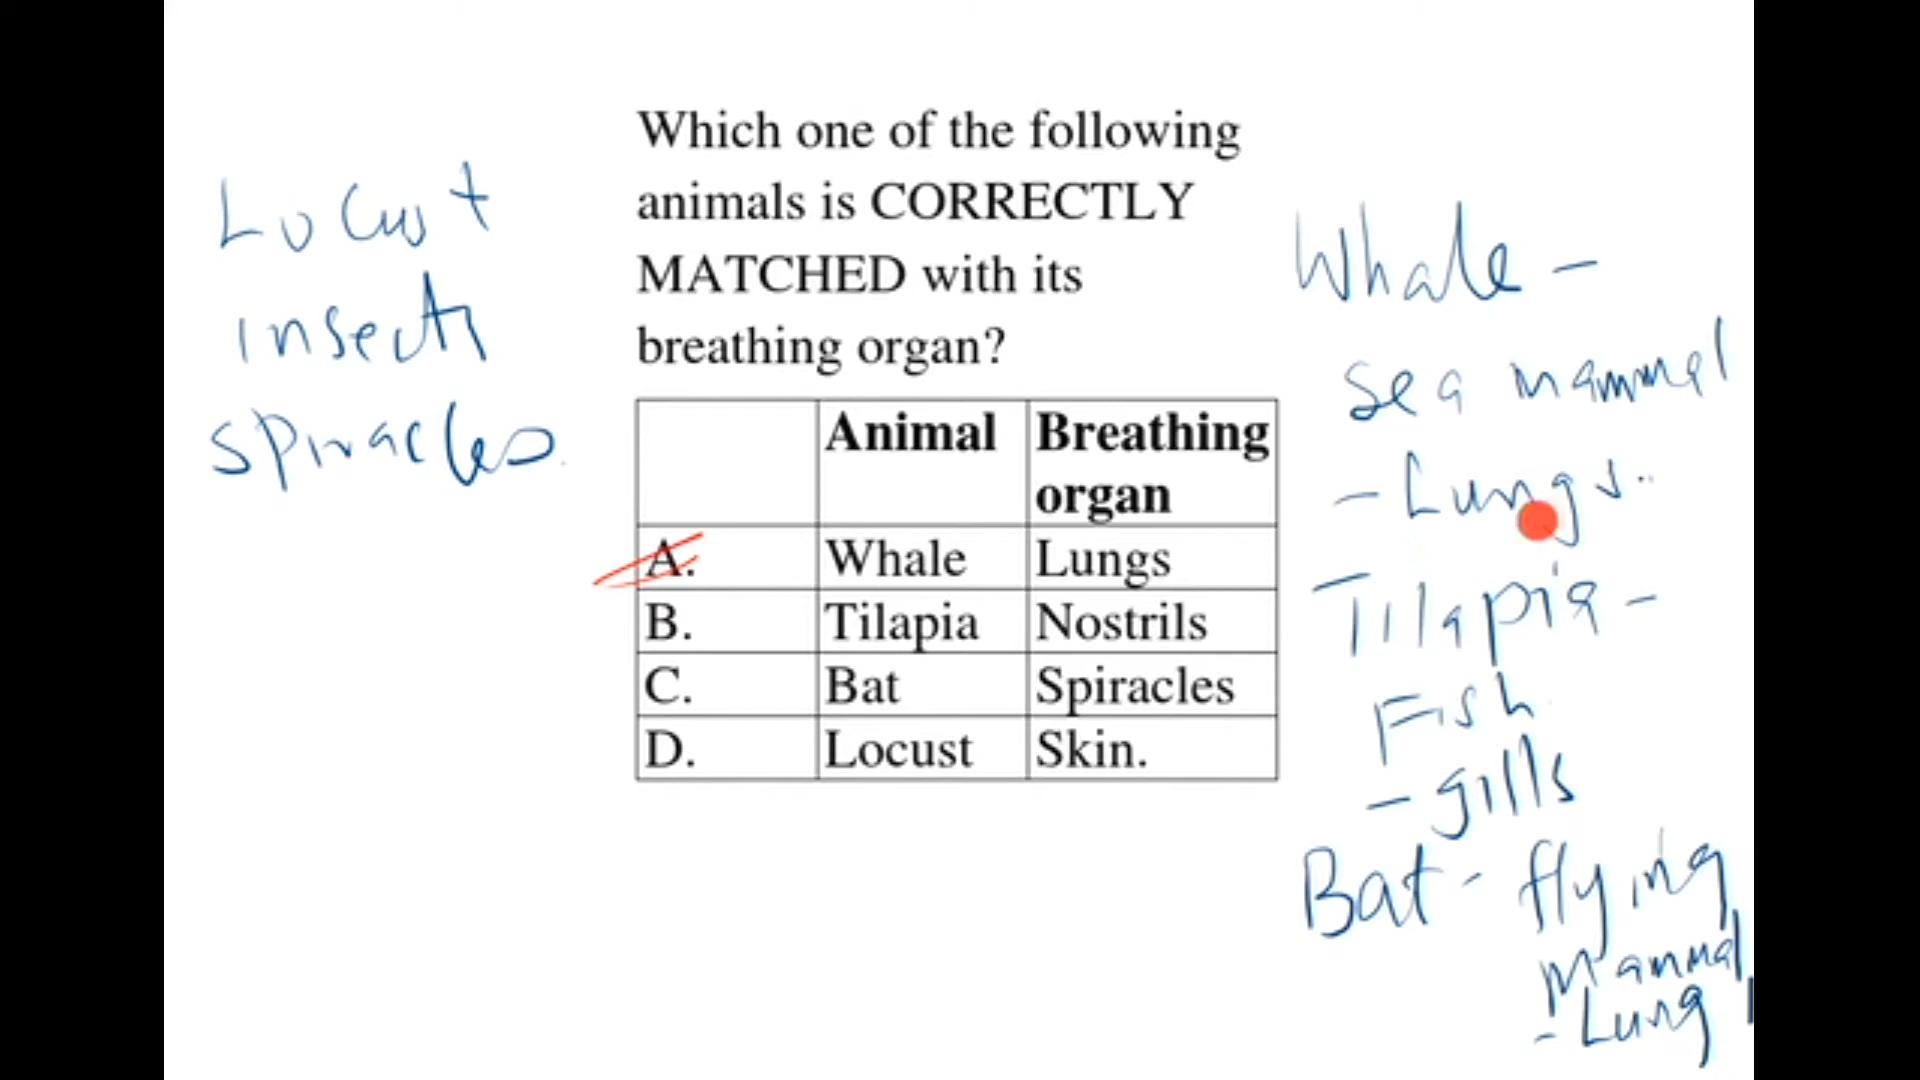 Which one of the following
animals is CORRECTLY
MATCHED with its
breathing organ?
Animal Breathing organ
A. Whale Lungs
B. Tilapia Nostrils
C. Bat Spiracles
D. Locust Skin.
Locust
insects
spiracles.
Whale -
sea mammal
- Lungs..
Tilapia -
Fish
- gills
Bat - flying
mammal
- Lung